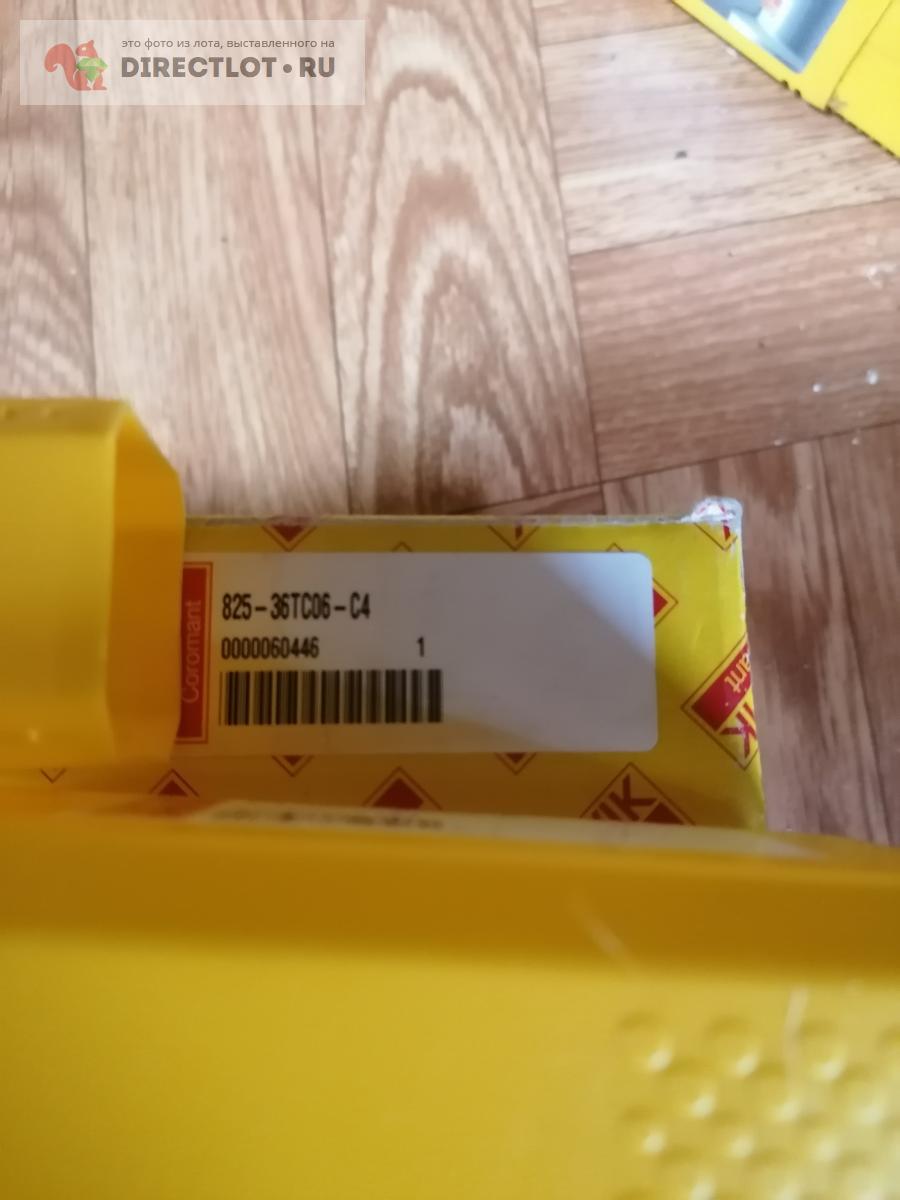 это фото из лота, выставленного на
DIRECTLOT•RU
Coromant
825-36TC06-C4
0000060446 1